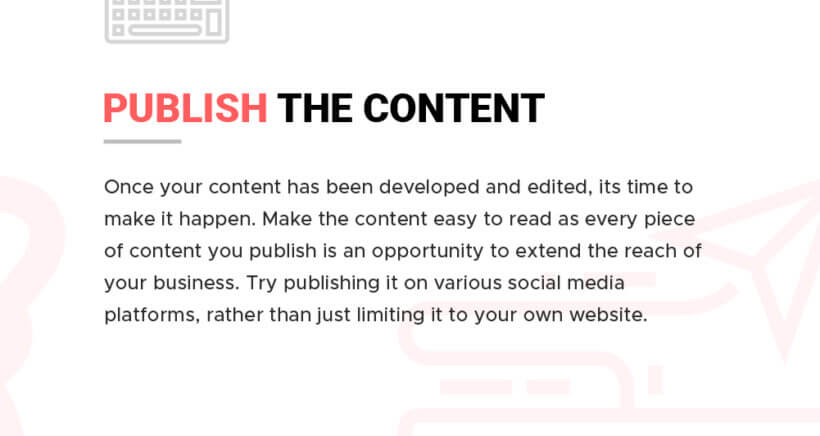 PUBLISH THE CONTENT
Once your content has been developed and edited, its time to
make it happen. Make the content easy to read as every piece
of content you publish is an opportunity to extend the reach of
your business. Try publishing it on various social media
platforms, rather than just limiting it to your own website.